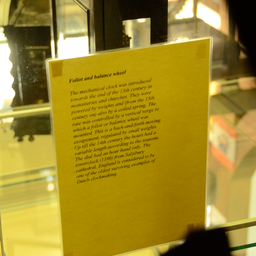 Foliot and balance wheel
The mechanical clock was introduced
towards the end of the 13th century in
monasteries and churches. They were
powered by weights and (from the 15th
century on) also by a coiled spring. The
rate was controlled by a vertical verge to
which a foliot or balance wheel was
mounted. This is a back-and-forth moving
escapement, regulated by small weights.
Up till the 14th century the hours had a
variable length according to the seasons.
The dial had an hour-hand only. The
towerclock (1386) from Salisbury
cathedral, England is considered to be
one of the oldest surviving examples of
clockmaking.